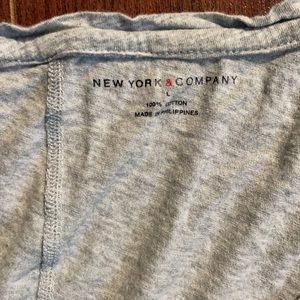 NEW YORK & COMPANY
L
100% COTTON
MADE IN PHILIPPINES